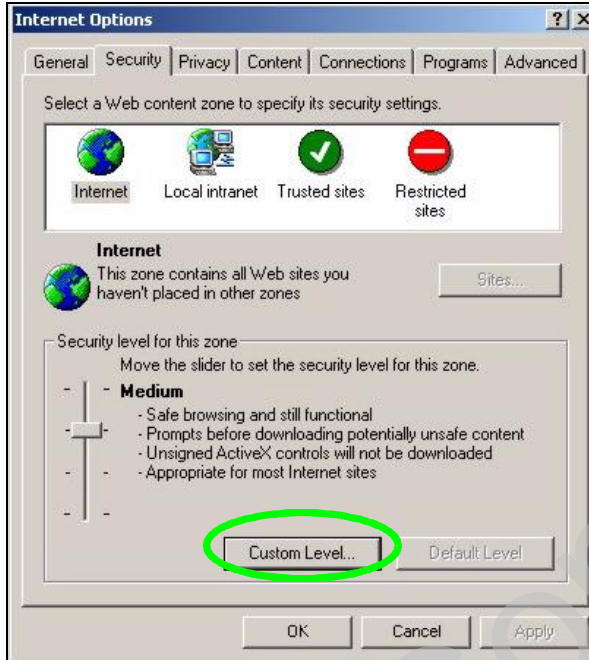 Internet Options
? X
General Security Privacy Content Connections Programs Advanced
Select a Web content zone to specify its security settings.
Internet Local intranet Trusted sites Restricted sites
Internet
This zone contains all Web sites you
haven't placed in other zones
Sites...
Security level for this zone
Move the slider to set the security level for this zone.
Medium
- Safe browsing and still functional
- Prompts before downloading potentially unsafe content
- Unsigned ActiveX controls will not be downloaded
- Appropriate for most Internet sites
Custom Level... Default Level
OK Cancel Apply